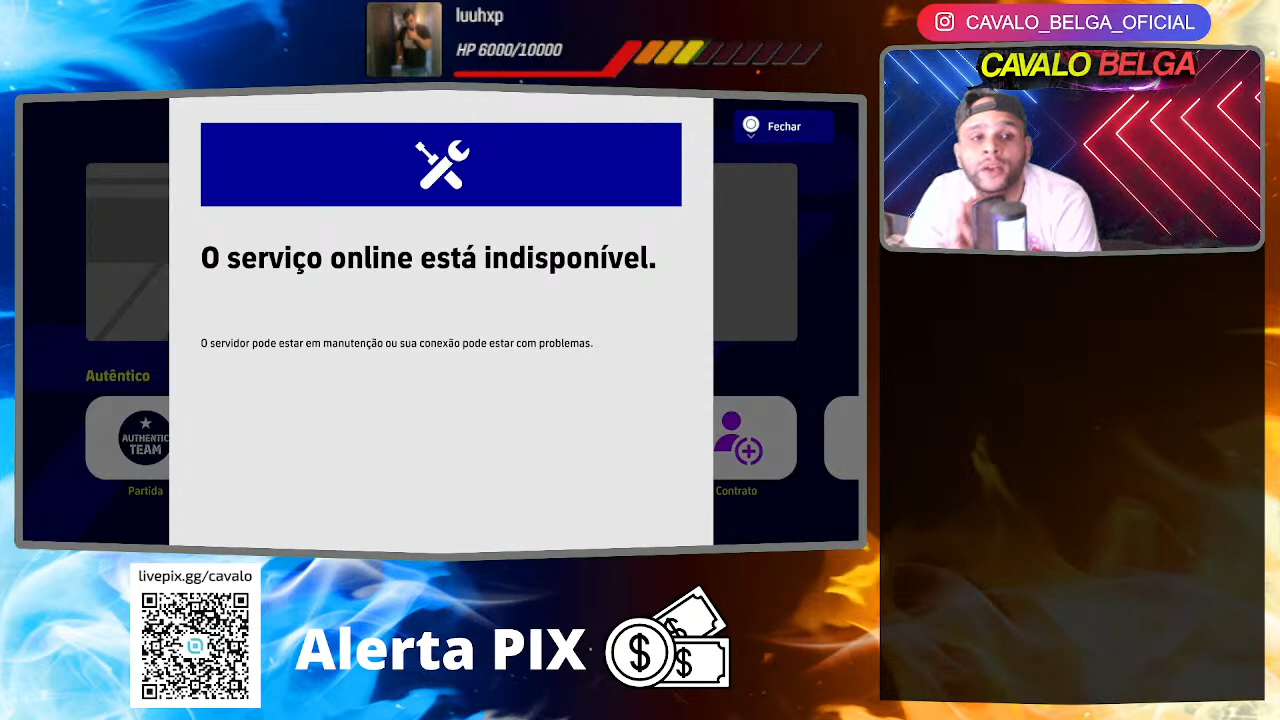 luuhxp
HP 6000/10000
CAVALO_BELGA_OFICIAL
CAVALO BELGA
Fechar
O serviço online está indisponível.
O servidor pode estar em manutenção ou sua conexão pode estar com problemas.
Autêntico
AUTHENTIC
TEAM
Partida
Contrato
livepix.gg/cavalo
Alerta PIX